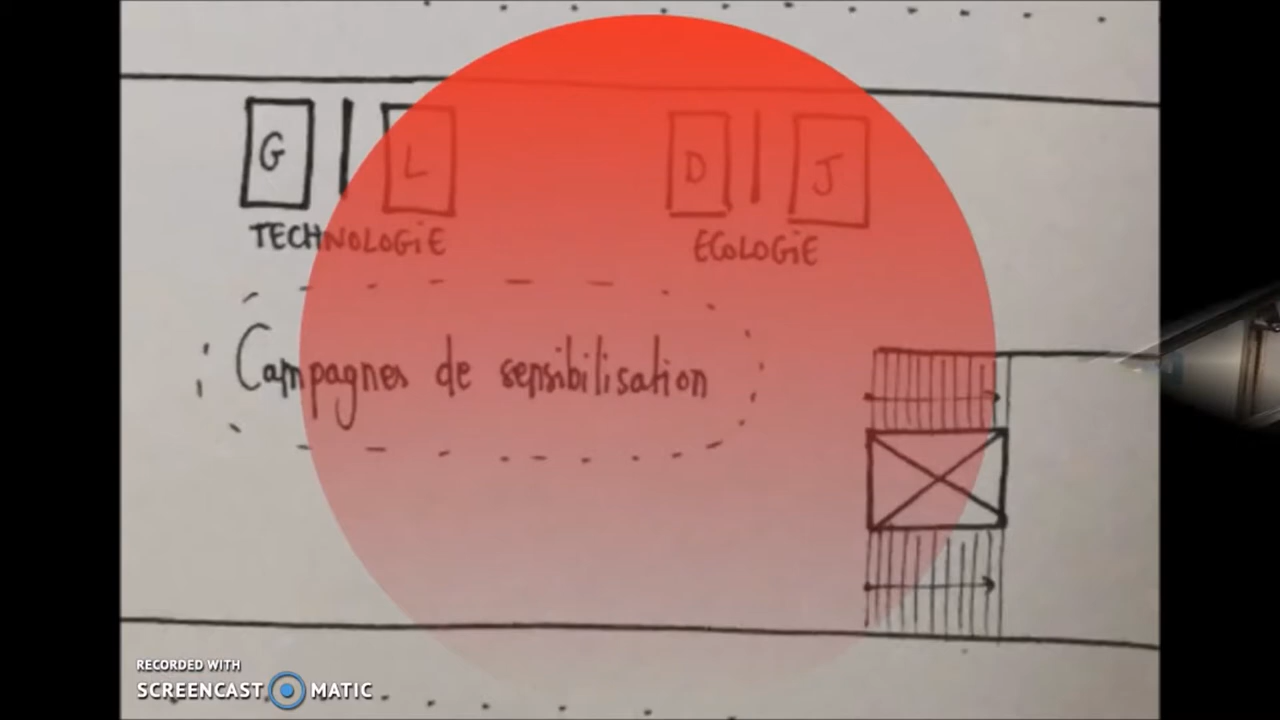 G L D J
TECHNOLOGIE ECOLOGIE
Campagnes de sensibilisation
RECORDED WITH
SCREENCAST MATIC